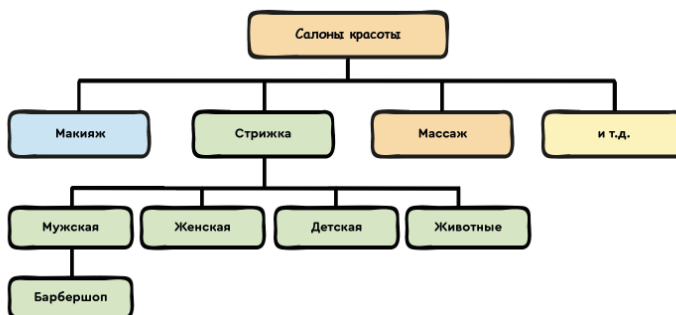 Салоны красоты
Макияж
Стрижка
Массаж
и т.д.
Мужская
Женская
Детская
Животные
Барбершоп